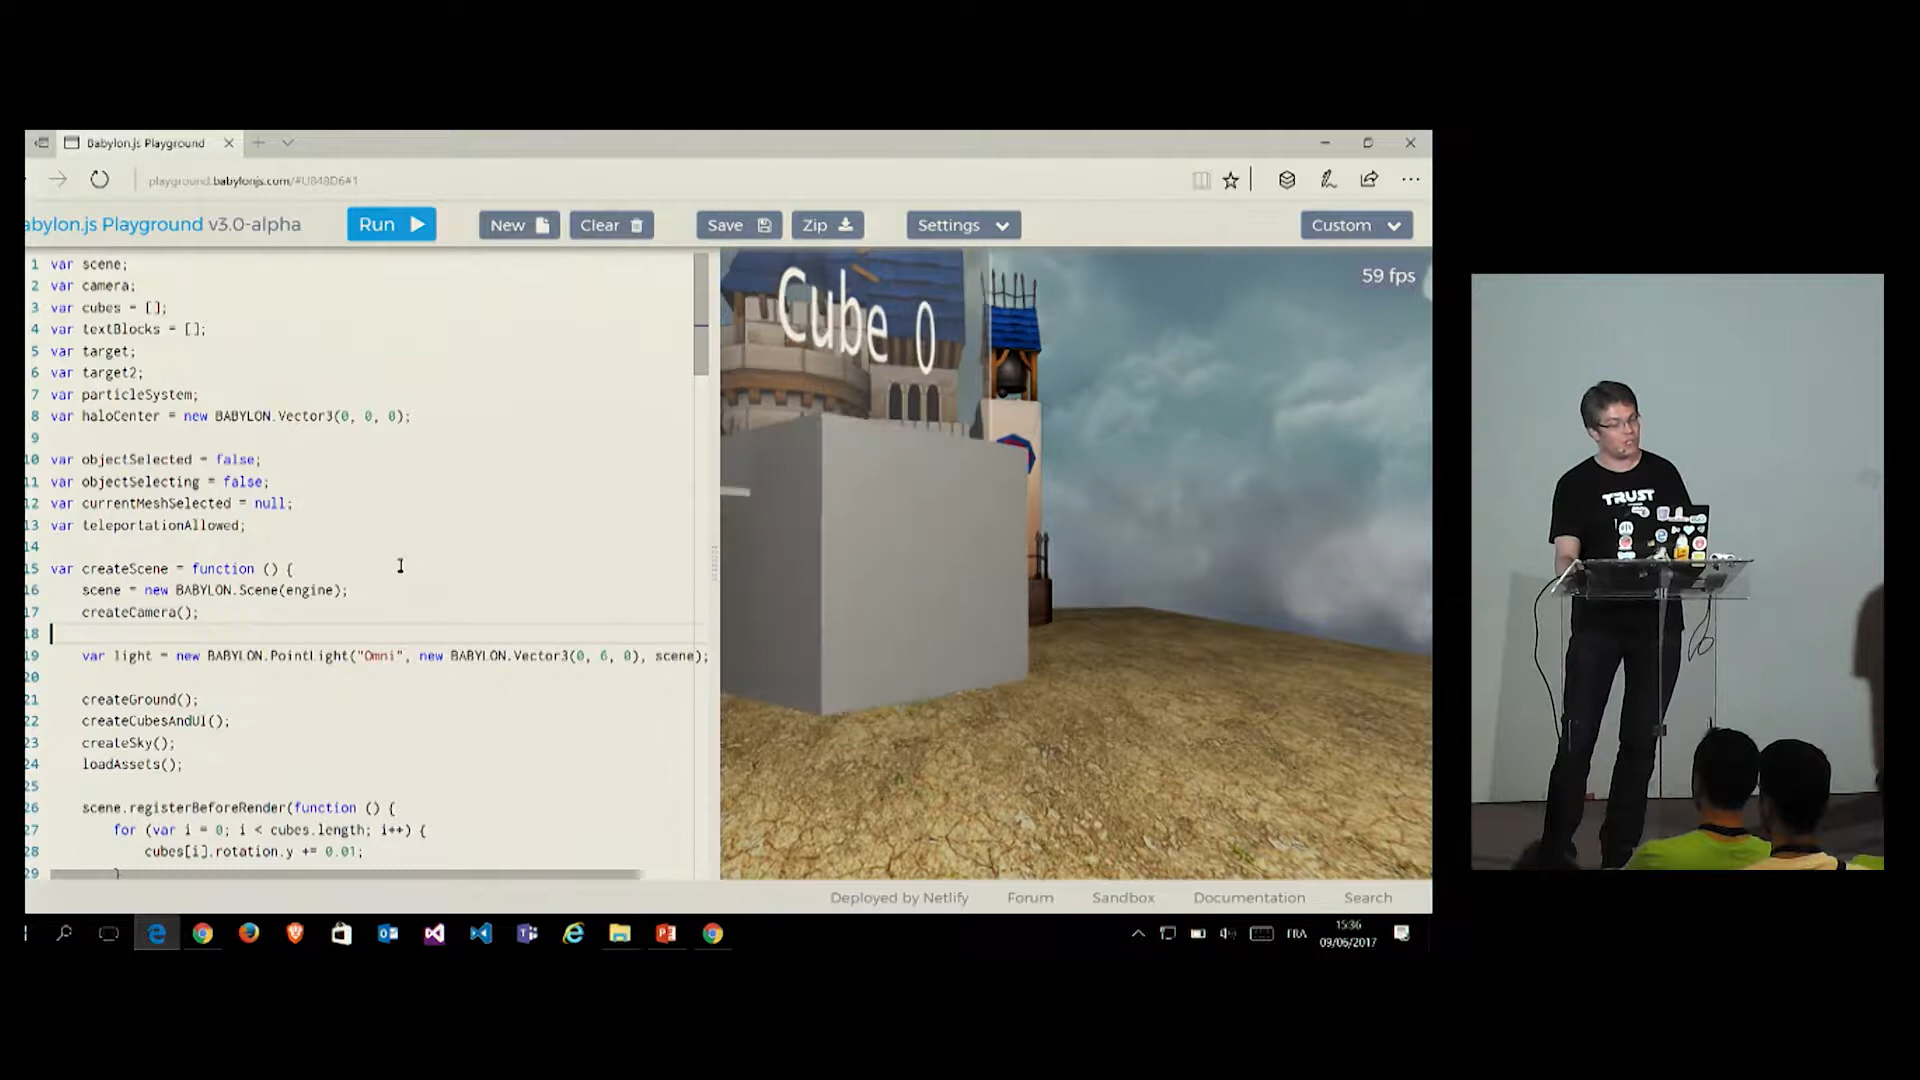 Babylon.js Playground
playground.babylonjs.com/#U848D6#1
abylon.js Playground v3.0-alpha
Run
New
Clear
Save
Zip
Settings
Custom
1 var scene;
2 var camera;
3 var cubes = [];
4 var textBlocks = [];
5 var target;
6 var target2;
7 var particleSystem;
8 var haloCenter = new BABYLON.Vector3(0, 0, 0);
9
10 var objectSelected = false;
11 var objectSelecting = false;
12 var currentMeshSelected = null;
13 var teleportationAllowed;
14
15 var createScene = function () {
16 scene = new BABYLON.Scene(engine);
17 createCamera();
18
19 var light = new BABYLON.PointLight("Omni", new BABYLON.Vector3(0, 6, 0), scene);
20
21 createGround();
22 createCubesAndUI();
23 createSky();
24 loadAssets();
25
26 scene.registerBeforeRender(function () {
27 for (var i = 0; i < cubes.length; i++) {
28 cubes[i].rotation.y += 0.01;
29 }
Cube 0
59 fps
TRUST
Deployed by Netlify
Forum
Sandbox
Documentation
Search
FRA
15:36
09/06/2017